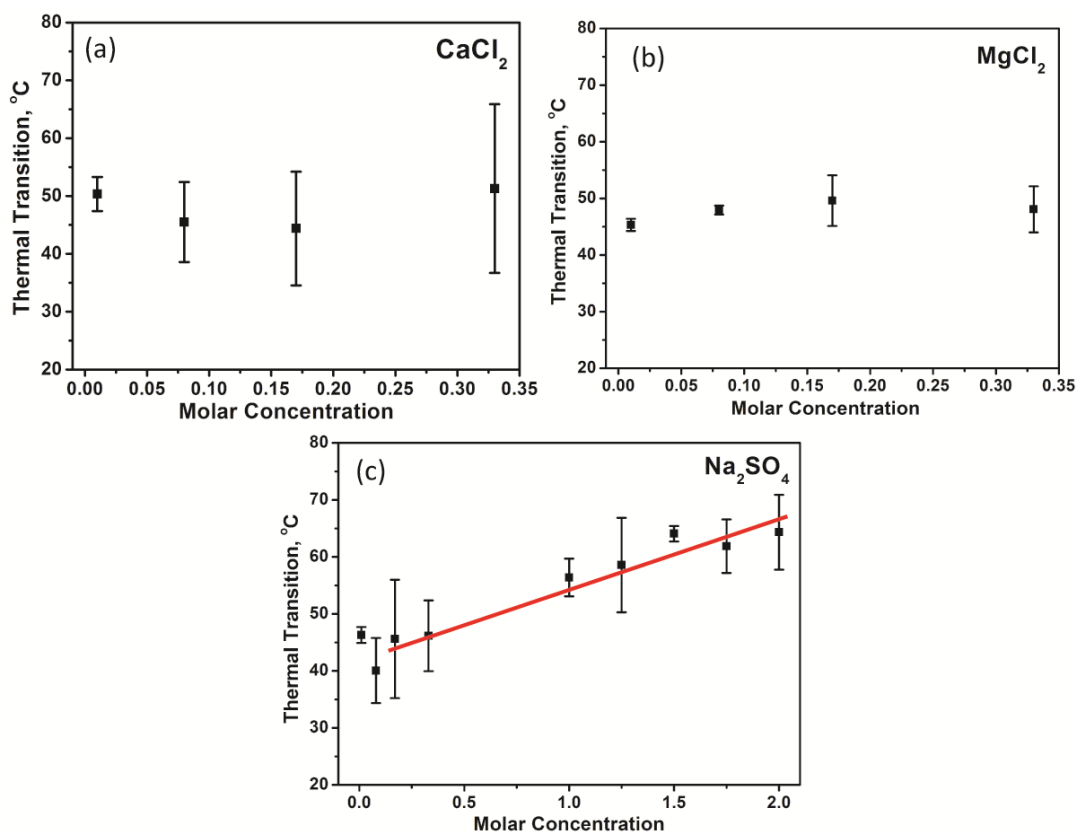 (a)
CaCl₂
Thermal Transition, °C
80
70
60
50
40
30
20
0.00 0.05 0.10 0.15 0.20 0.25 0.30 0.35
Molar Concentration
(b)
MgCl₂
Thermal Transition, °C
80
70
60
50
40
30
20
0.00 0.05 0.10 0.15 0.20 0.25 0.30 0.35
Molar Concentration
(c)
Na₂SO₄
Thermal Transition, °C
80
70
60
50
40
30
20
0.0 0.5 1.0 1.5 2.0
Molar Concentration